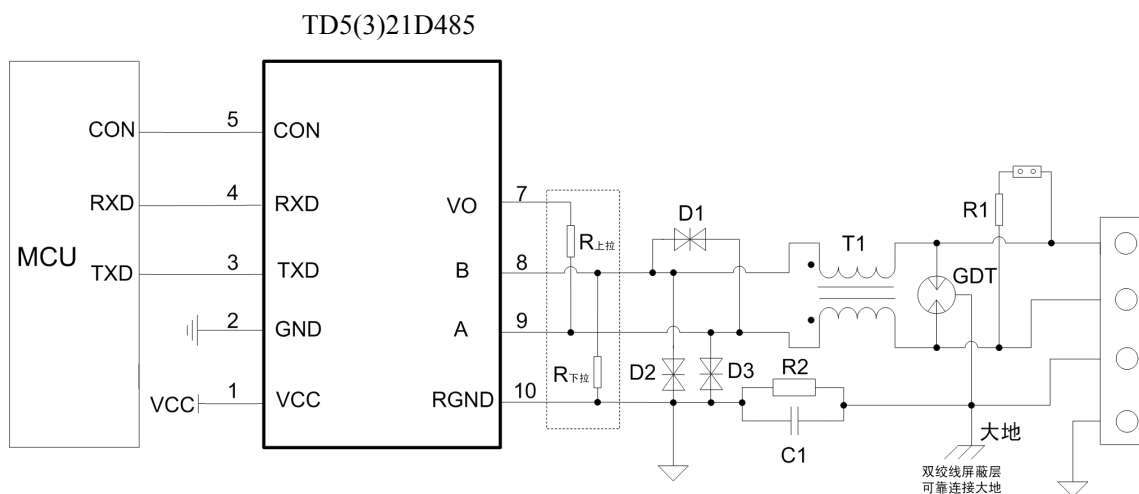 TD5(3)21D485
MCU
CON
RXD
TXD
5
4
3
2
1
VCC
CON
RXD
TXD
GND
VCC
VO
B
A
RGND
7
8
9
10
R上拉
R下拉
D1
D2
D3
T1
R2
C1
GDT
R1
大地
双绞线屏蔽层
可靠连接大地